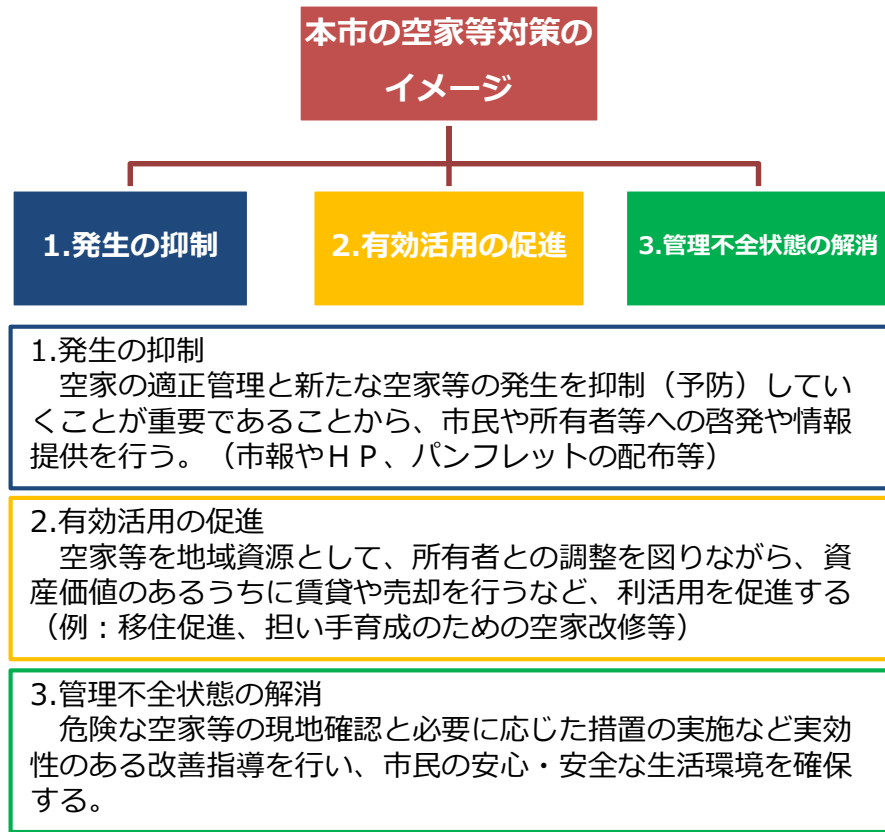 本市の空家等対策の
イメージ
1.発生の抑制
2.有効活用の促進
3.管理不全状態の解消
1.発生の抑制
　空家の適正管理と新たな空家等の発生を抑制（予防）してい
くことが重要であることから、市民や所有者等への啓発や情報
提供を行う。（市報やＨＰ、パンフレットの配布等）
2.有効活用の促進
　空家等を地域資源として、所有者との調整を図りながら、資
産価値のあるうちに賃貸や売却を行うなど、利活用を促進する
（例：移住促進、担い手育成のための空家改修等）
3.管理不全状態の解消
　危険な空家等の現地確認と必要に応じた措置の実施など実効
性のある改善指導を行い、市民の安心・安全な生活環境を確保
する。